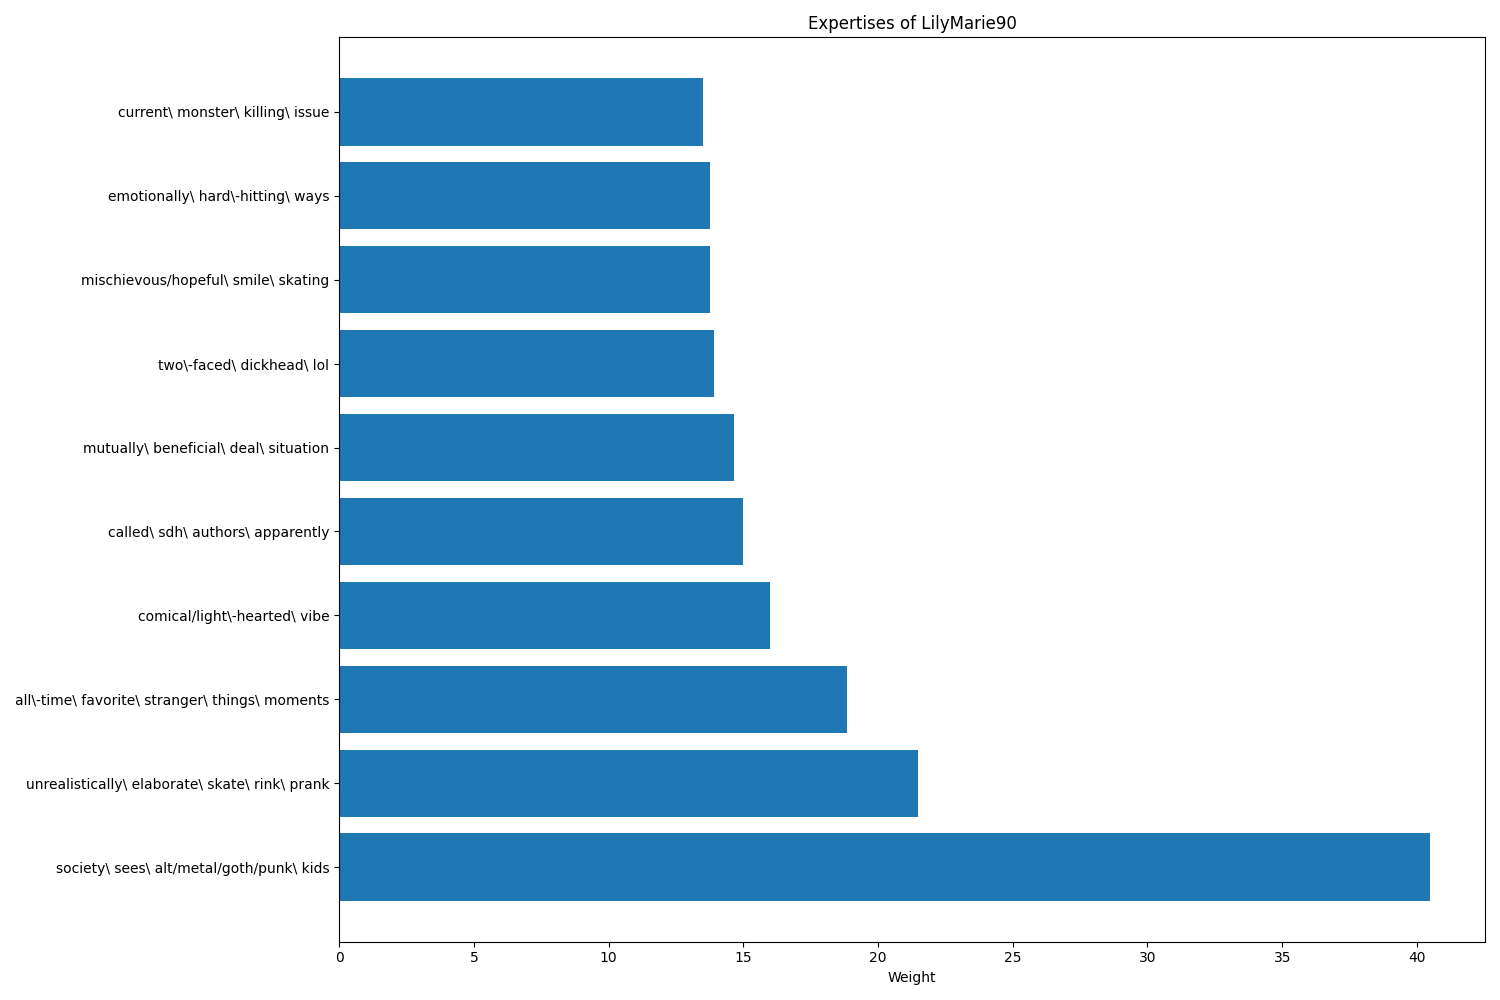 Expertises of LilyMarie90
current\ monster\ killing\ issue
emotionally\ hard\-hitting\ ways
mischievous/hopeful\ smile\ skating
two\-faced\ dickhead\ lol
mutually\ beneficial\ deal\ situation
called\ sdh\ authors\ apparently
comical/light\-hearted\ vibe
all\-time\ favorite\ stranger\ things\ moments
unrealistically\ elaborate\ skate\ rink\ prank
society\ sees\ alt/metal/goth/punk\ kids
0 5 10 15 20 25 30 35 40
Weight